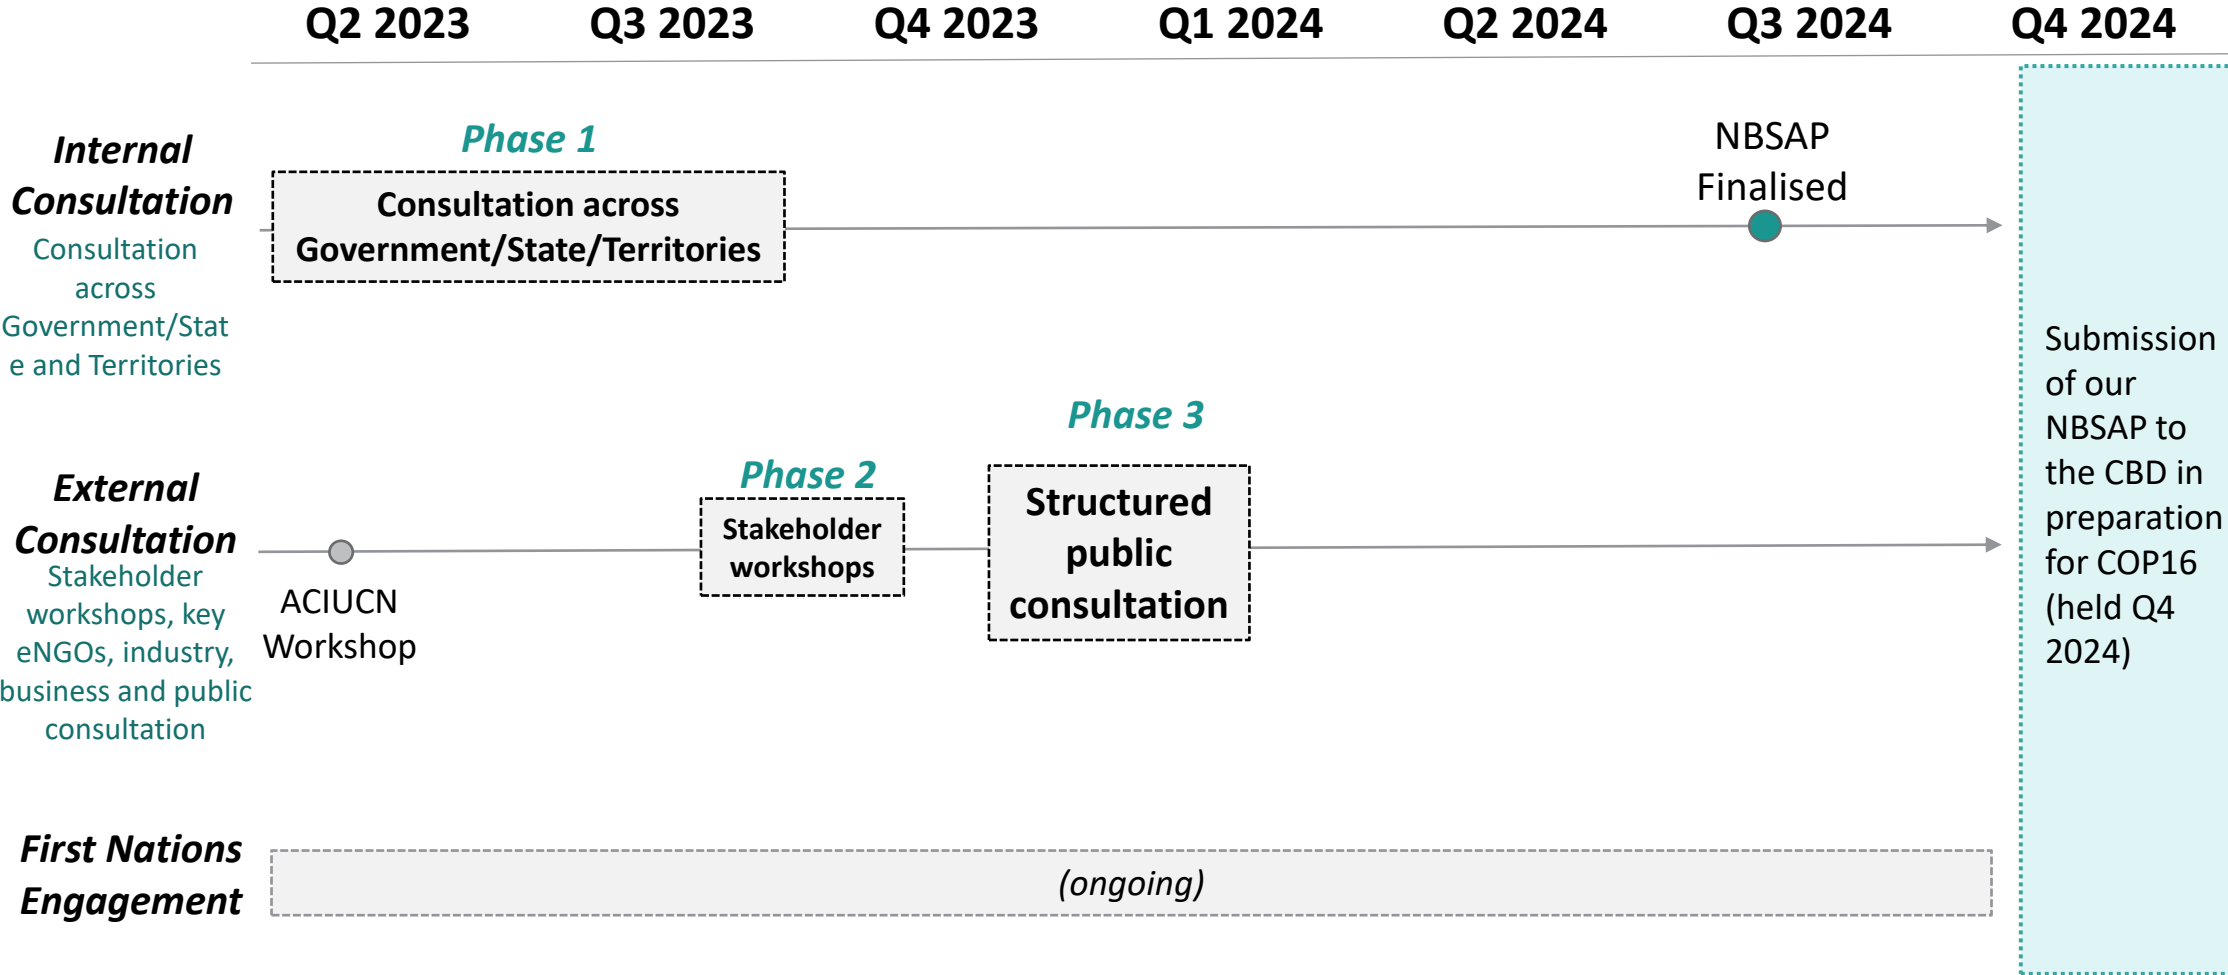 Q2 2023 Q3 2023 Q4 2023 Q1 2024 Q2 2024 Q3 2024 Q4 2024
Internal
Consultation
Consultation
across
Government/Stat
e and Territories
Phase 1
Consultation across
Government/State/Territories
NBSAP
Finalised
External
Consultation
Stakeholder
workshops, key
eNGOs, industry,
business and public
consultation
ACIUCN
Workshop
Phase 2
Stakeholder
workshops
Phase 3
Structured
public
consultation
First Nations
Engagement
(ongoing)
Submission
of our
NBSAP to
the CBD in
preparation
for COP16
(held Q4
2024)